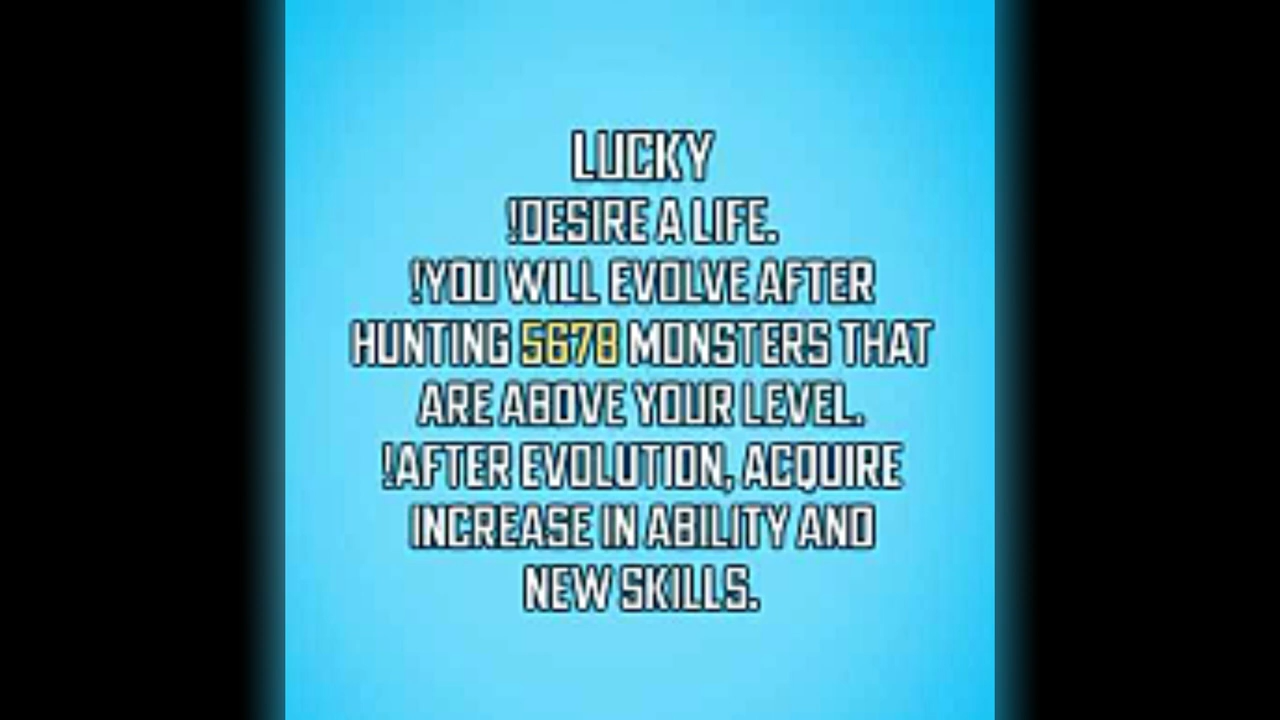 LUCKY
!DESIRE A LIFE.
!YOU WILL EVOLVE AFTER
HUNTING 5678 MONSTERS THAT
ARE ABOVE YOUR LEVEL.
!AFTER EVOLUTION, ACQUIRE
INCREASE IN ABILITY AND
NEW SKILLS.